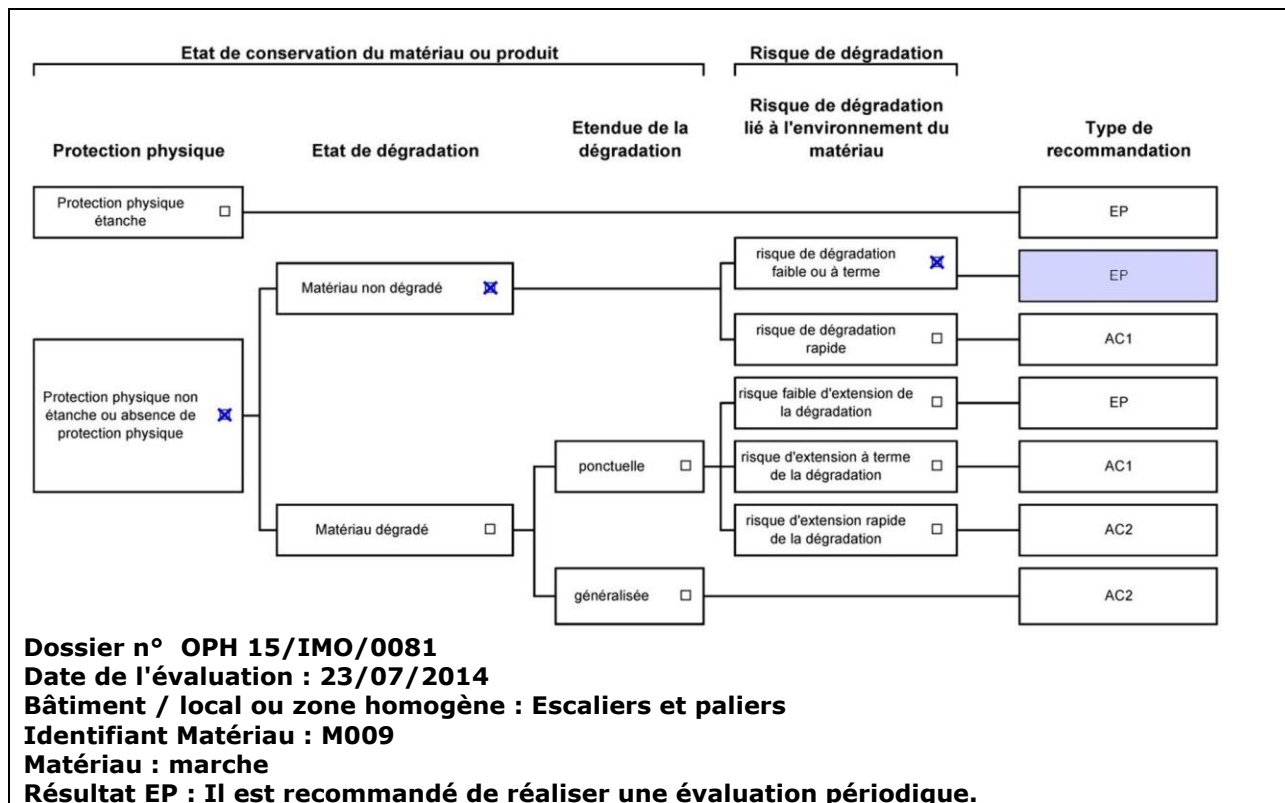 Etat de conservation du matériau ou produit
Risque de dégradation
Protection physique
Etat de dégradation
Etendue de la
dégradation
Risque de dégradation
lié à l'environnement du
matériau
Type de
recommandation
Protection physique
étanche
EP
Matériau non dégradé
risque de dégradation
faible ou à terme
EP
risque de dégradation
rapide
AC1
Protection physique non
étanche ou absence de
protection physique
Matériau dégradé
ponctuelle
risque faible d'extension de
la dégradation
EP
risque d'extension à terme
de la dégradation
AC1
risque d'extension rapide
de la dégradation
AC2
généralisée
AC2
Dossier n° OPH 15/IMO/0081
Date de l'évaluation : 23/07/2014
Bâtiment / local ou zone homogène : Escaliers et paliers
Identifiant Matériau : M009
Matériau : marche
Résultat EP : Il est recommandé de réaliser une évaluation périodique.